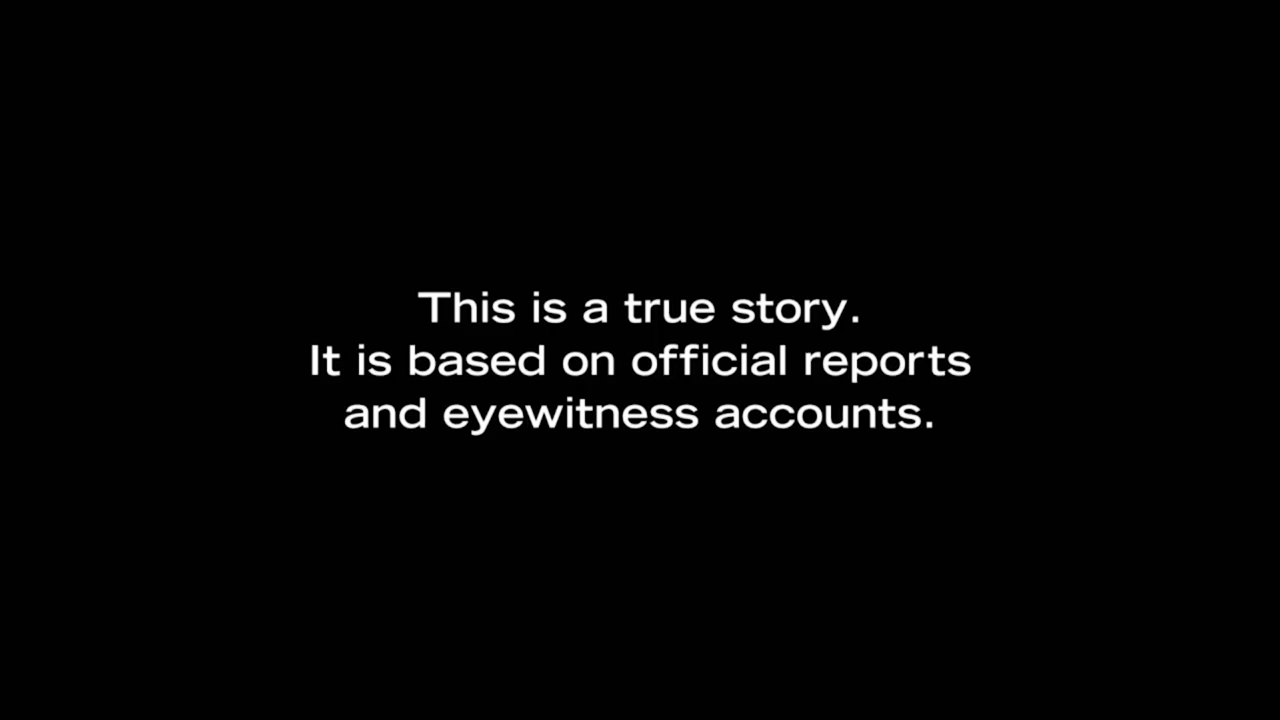 This is a true story.
It is based on official reports
and eyewitness accounts.